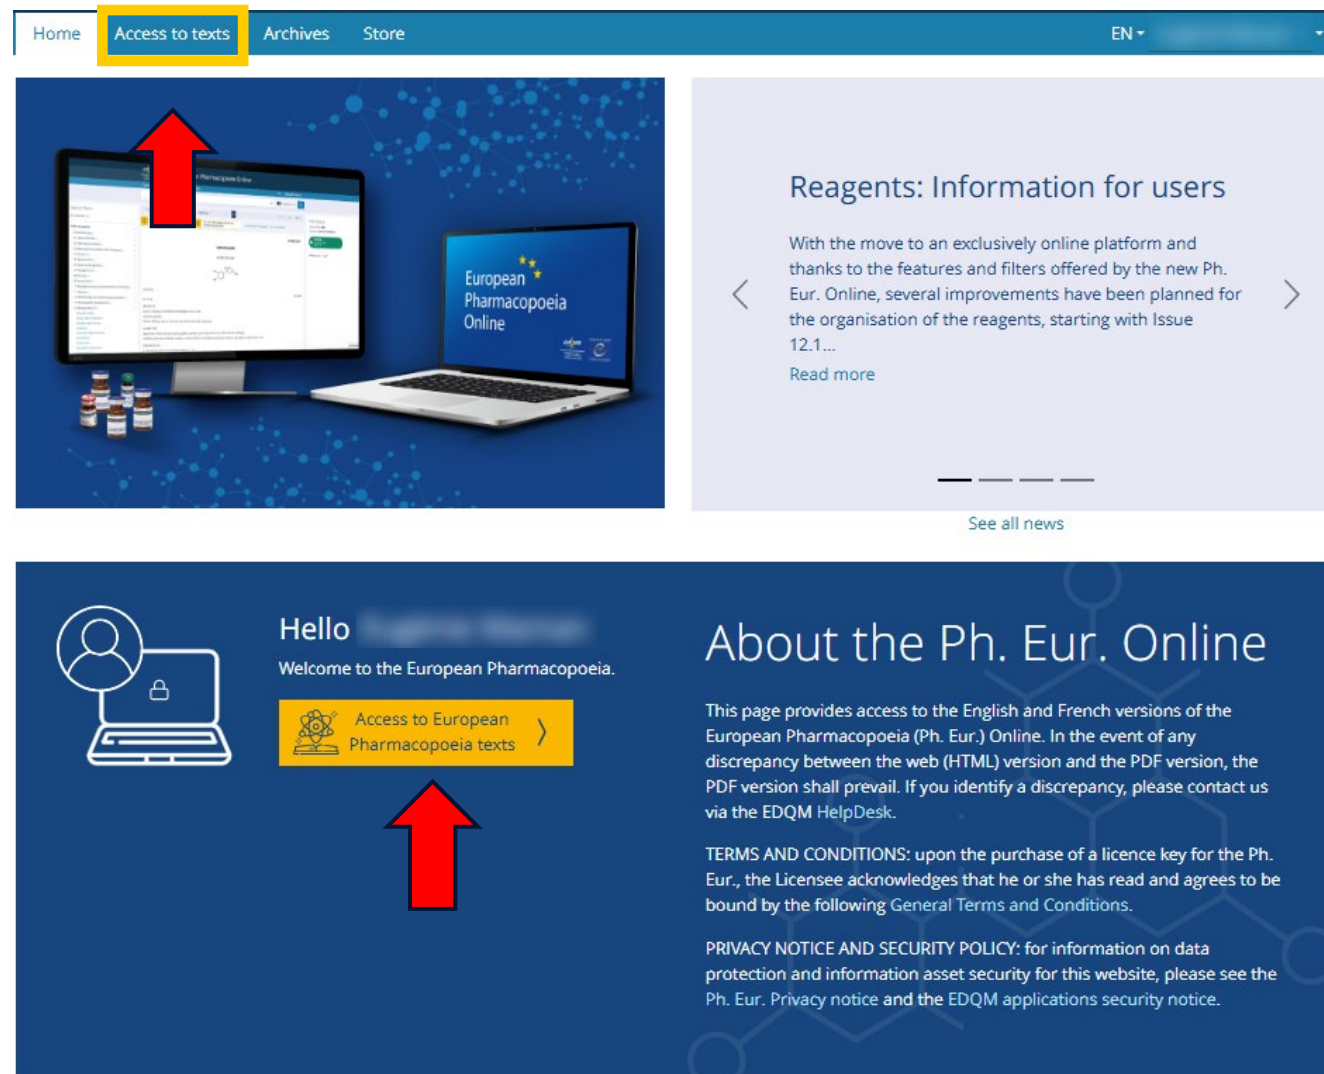 Home Access to texts Archives Store EN
European
Pharmacopoeia
Online
Reagents: Information for users
With the move to an exclusively online platform and
thanks to the features and filters offered by the new Ph.
Eur. Online, several improvements have been planned for
the organisation of the reagents, starting with Issue
12.1...
Read more
See all news
Hello
Welcome to the European Pharmacopoeia.
Access to European
Pharmacopoeia texts
About the Ph. Eur. Online
This page provides access to the English and French versions of the
European Pharmacopoeia (Ph. Eur.) Online. In the event of any
discrepancy between the web (HTML) version and the PDF version, the
PDF version shall prevail. If you identify a discrepancy, please contact us
via the EDQM HelpDesk.
TERMS AND CONDITIONS: upon the purchase of a licence key for the Ph.
Eur., the Licensee acknowledges that he or she has read and agrees to be
bound by the following General Terms and Conditions.
PRIVACY NOTICE AND SECURITY POLICY: for information on data
protection and information asset security for this website, please see the
Ph. Eur. Privacy notice and the EDQM applications security notice.